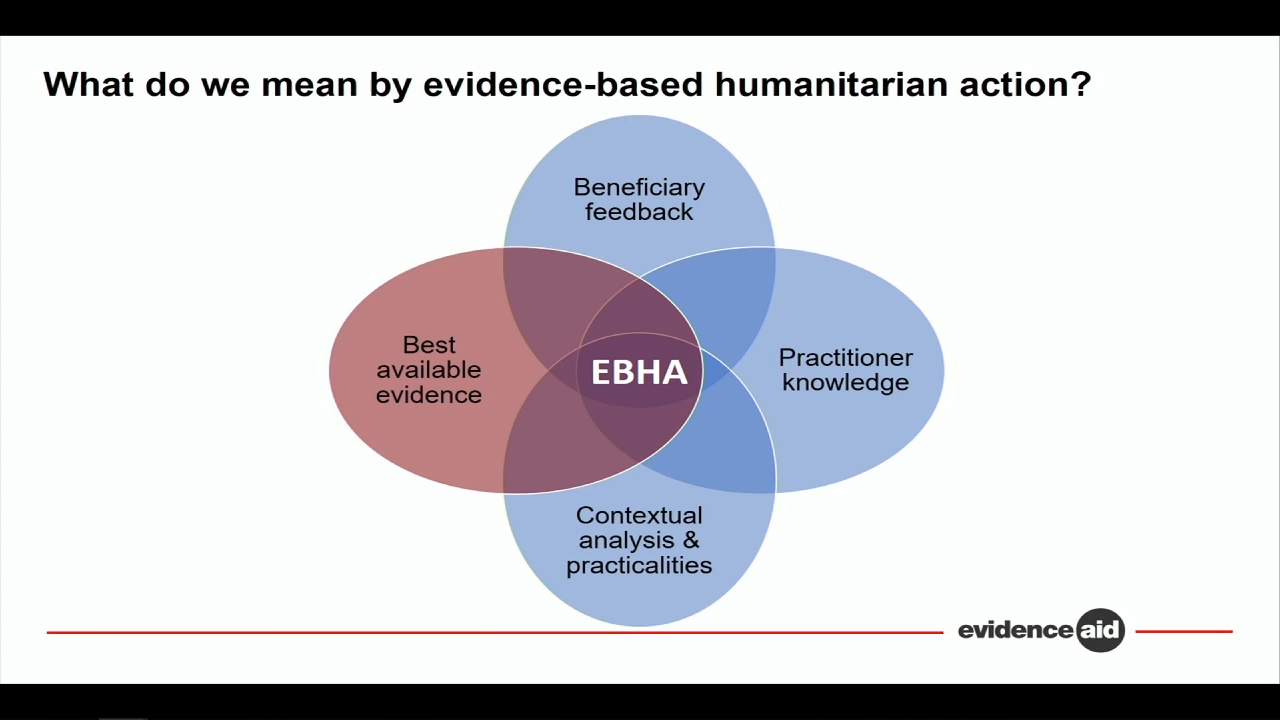 What do we mean by evidence-based humanitarian action?
Beneficiary
feedback
Best
available
evidence
EBHA
Practitioner
knowledge
Contextual
analysis &
practicalities
evidence aid